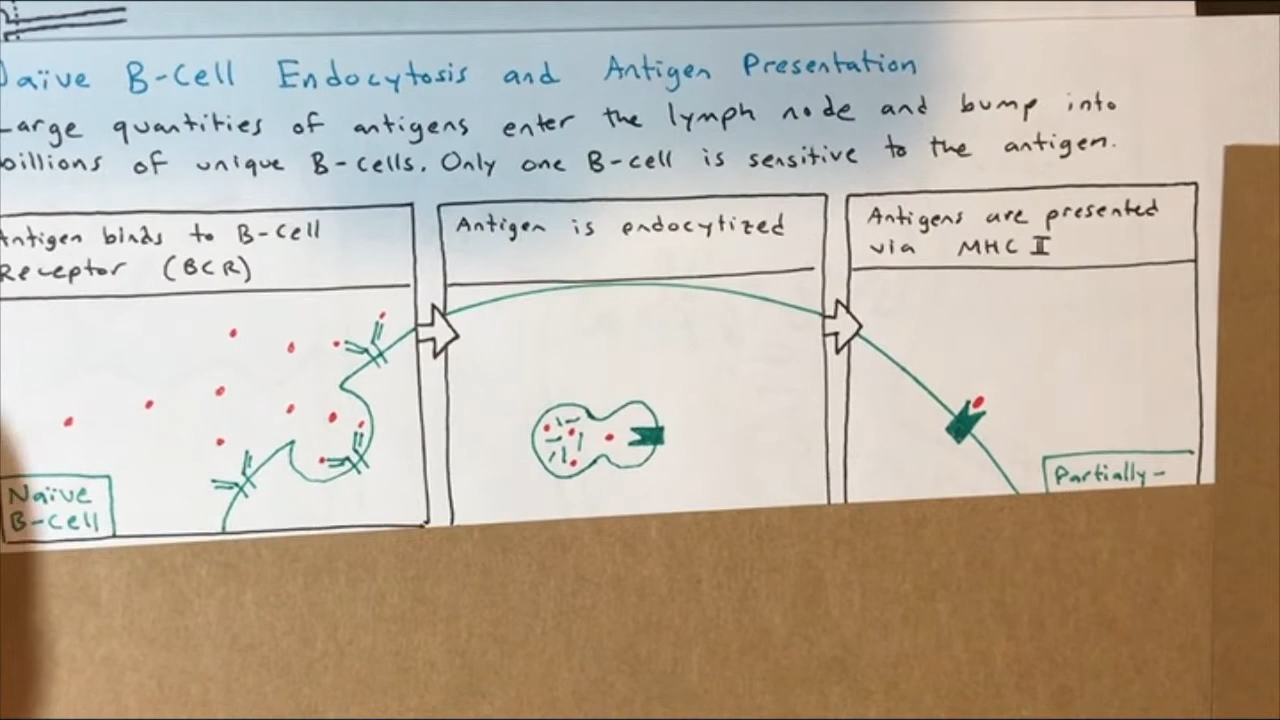 Naïve B-Cell Endocytosis and Antigen Presentation
Large quantities of antigens enter the lymph node and bump into
billions of unique B-cells. Only one B-cell is sensitive to the antigen.
Antigen binds to B-Cell
Receptor (BCR)
Antigen is endocytized
Antigens are presented
via MHC II
Naïve
B-Cell
Partially-